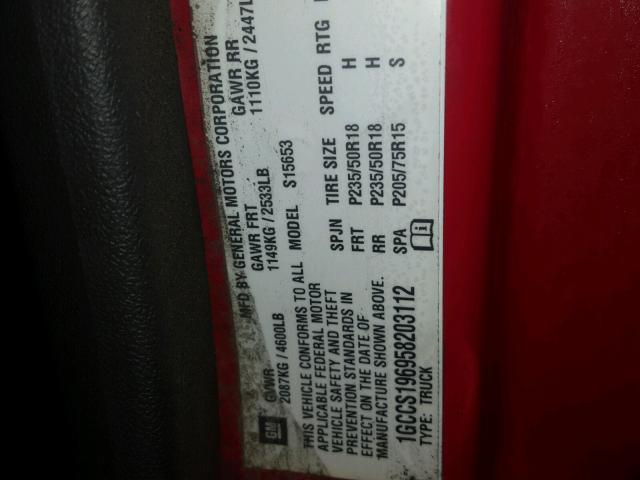 MFD BY GENERAL MOTORS CORPORATION
GVWR GAWR FRT GAWR RR
2087KG / 4600LB 1149KG / 2533LB 1110KG / 2447L
THIS VEHICLE CONFORMS TO ALL MODEL S15653
APPLICABLE FEDERAL MOTOR
VEHICLE SAFETY AND THEFT SPJN TIRE SIZE SPEED RTG
PREVENTION STANDARDS IN FRT P235/50R18 H
EFFECT ON THE DATE OF RR P235/50R18 H
MANUFACTURE SHOWN ABOVE. SPA P205/75R15 S
1GCCS196958203112
TYPE: TRUCK
GM